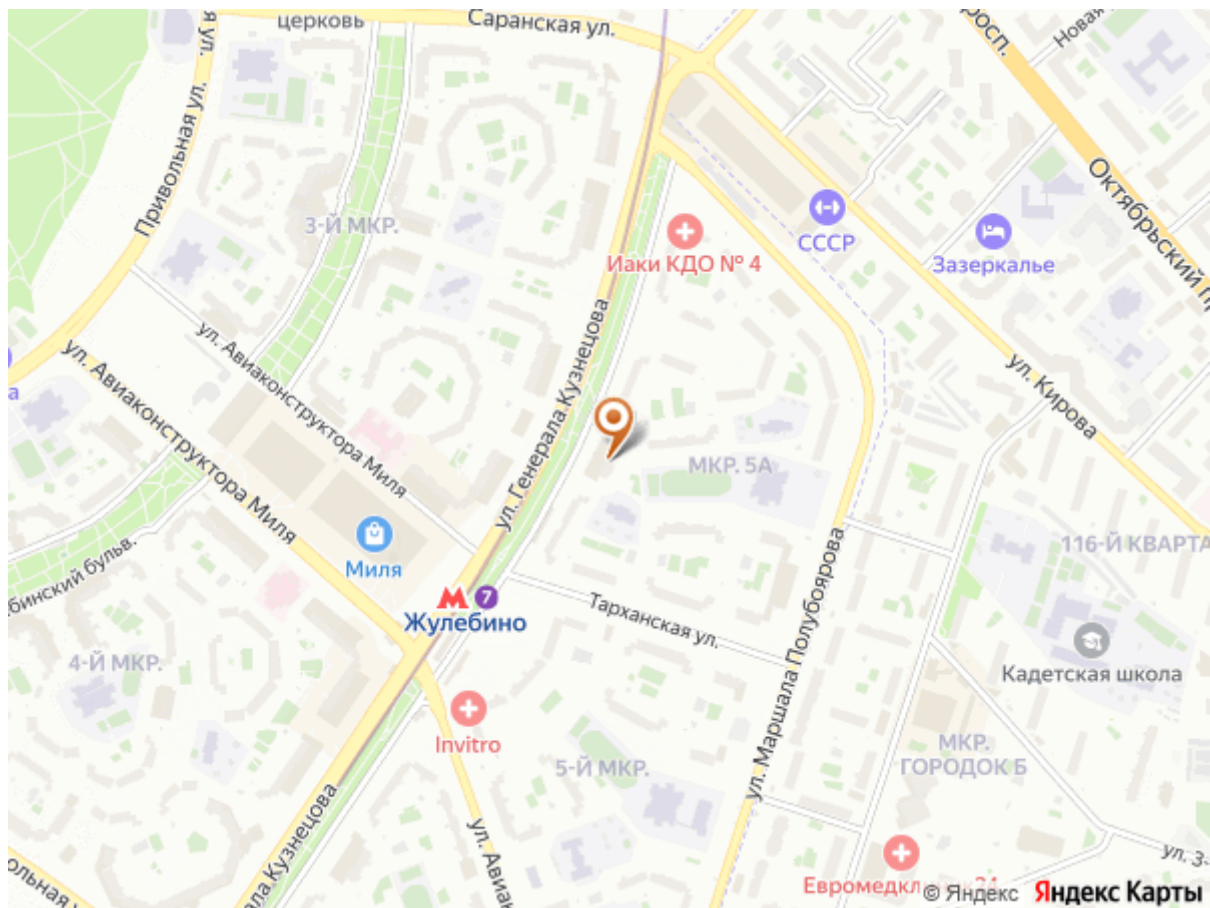 церковь
Саранская ул.
я ул.
Новая
просп.
Привольная ул.
3-Й МКР.
СССР
Иаки КДО № 4
Зазеркалье
Октябрьский п
ул. Генерала Кузнецова
ул. Авиаконструктора Миля
ул. Авиаконструктора Миля
а
ул. Кирова
МКР. 5А
Миля
116-Й КВАРТА
бинский бульв.
7
Жулебино
Тарханская ул.
ул. Маршала Полубоярова
4-Й МКР.
Кадетская школа
Invitro
5-Й МКР.
МКР.
ГОРОДОК Б
ала Кузнецова
ул. Авиак
ольная у
ул. 3-
Евромедкл
© Яндекс
Яндекс Карты